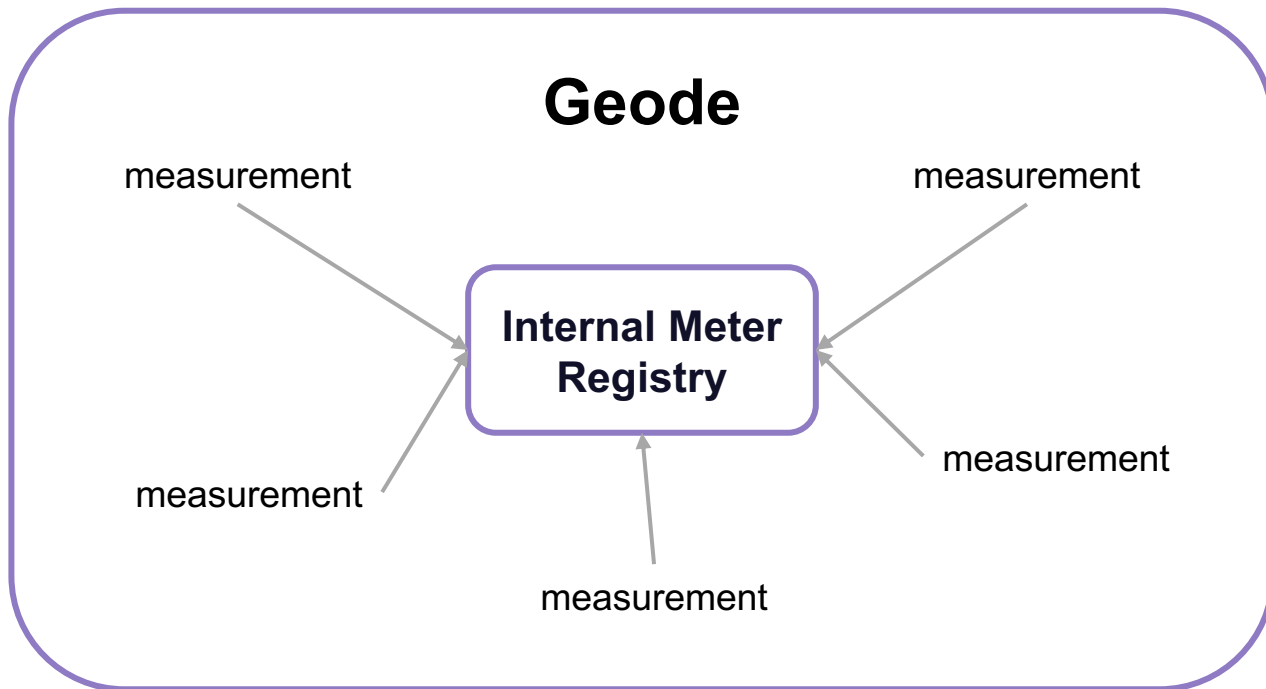 Geode
measurement
measurement
Internal Meter
Registry
measurement
measurement
measurement